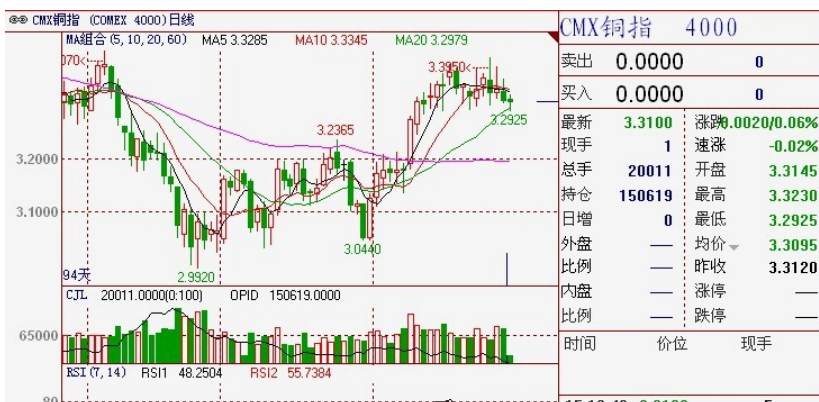 CMX铜指 (COMEX 4000)日线
MA组合(5,10,20,60) MA5 3.3285 MA10 3.3345 MA20 3.2979
070<
3.3950<
3.2925
3.2365
3.2000
3.1000
3.0440
2.9920
94天
CJL 20011.0000(0:100) OPID 150619.0000
65000
RSI(7,14) RSI1 48.2504 RSI2 55.7384
80
CMX铜指 4000
卖出 0.0000 0
买入 0.0000 0
最新 3.3100 涨跌0.0020/0.06%
现手 1 速涨 -0.02%
总手 20011 开盘 3.3145
持仓 150619 最高 3.3230
日增 0 最低 3.2925
外盘 — 均价 3.3095
比例 — 昨收 3.3120
内盘 — 涨停 —
比例 — 跌停 —
时间 价位 现手